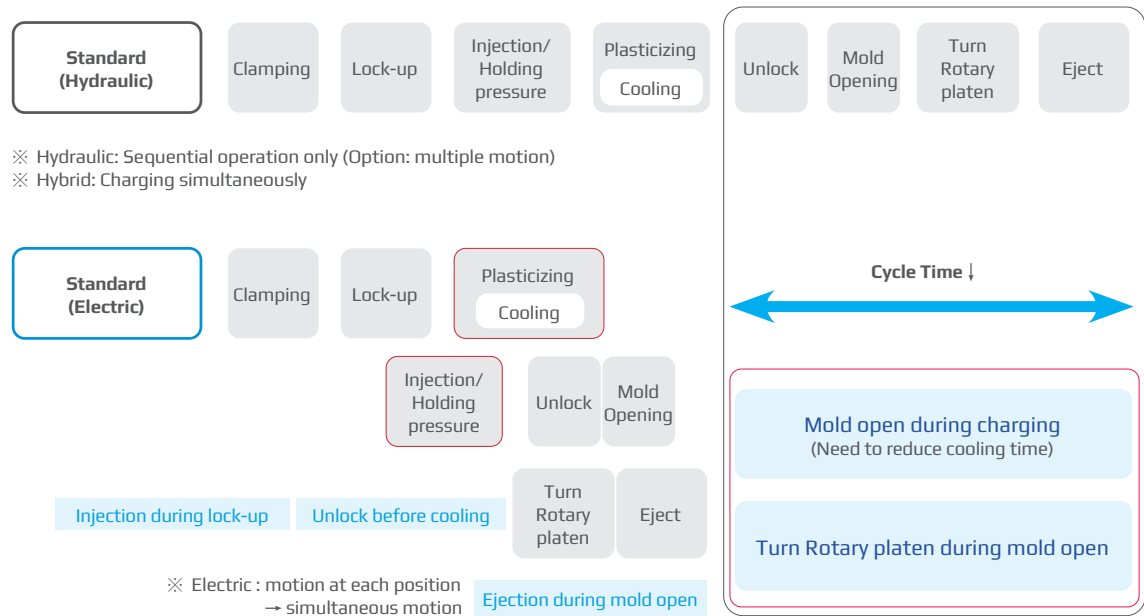 Standard
(Hydraulic)
Clamping
Lock-up
Injection/
Holding
pressure
Plasticizing
Cooling
Unlock
Mold
Opening
Turn
Rotary
platen
Eject
※ Hydraulic: Sequential operation only (Option: multiple motion)
※ Hybrid: Charging simultaneously
Standard
(Electric)
Clamping
Lock-up
Plasticizing
Cooling
Cycle Time ↓
Injection/
Holding
pressure
Unlock
Mold
Opening
Mold open during charging
(Need to reduce cooling time)
Injection during lock-up
Unlock before cooling
Turn
Rotary
platen
Eject
Turn Rotary platen during mold open
※ Electric : motion at each position
→ simultaneous motion
Ejection during mold open